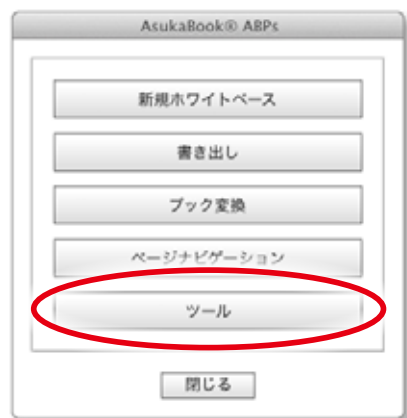 AsukaBook® ABPs
新規ホワイトベース
書き出し
ブック変換
ページナビゲーション
ツール
閉じる